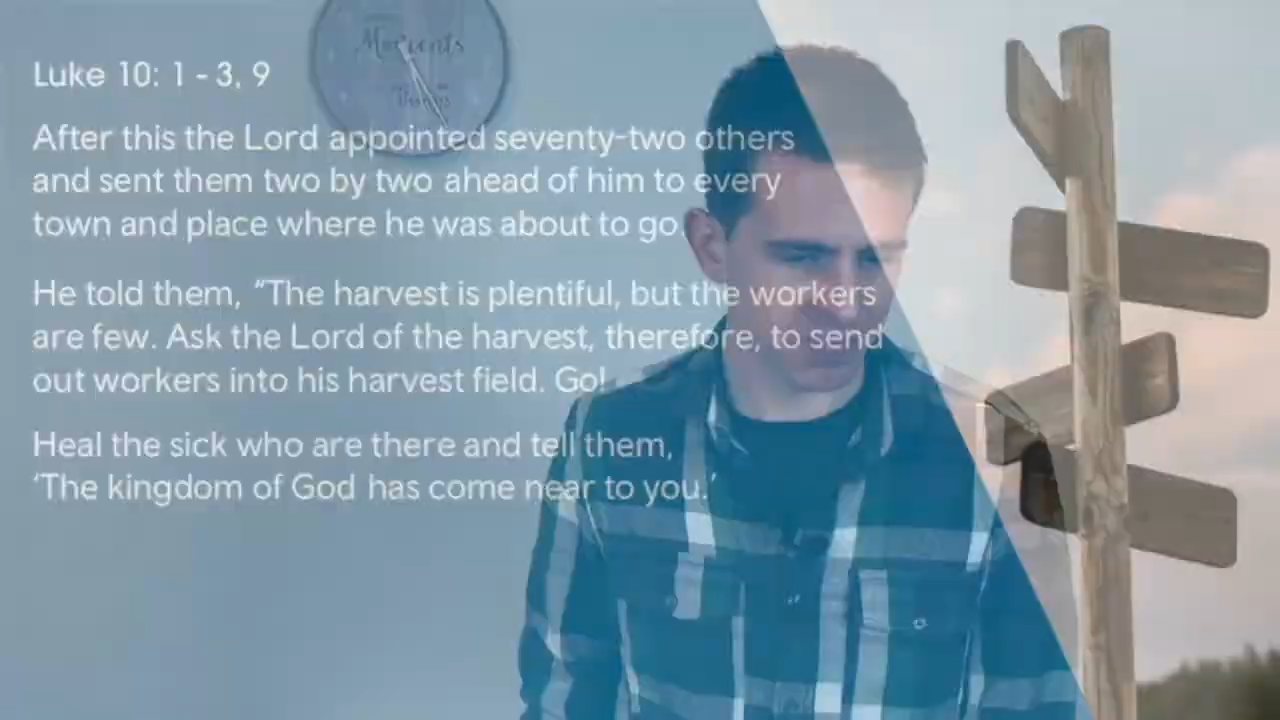 Moments
Things
Luke 10: 1 - 3, 9
After this the Lord appointed seventy-two others
and sent them two by two ahead of him to every
town and place where he was about to go.
He told them, “The harvest is plentiful, but the workers
are few. Ask the Lord of the harvest, therefore, to send
out workers into his harvest field. Go!
Heal the sick who are there and tell them,
‘The kingdom of God has come near to you.’